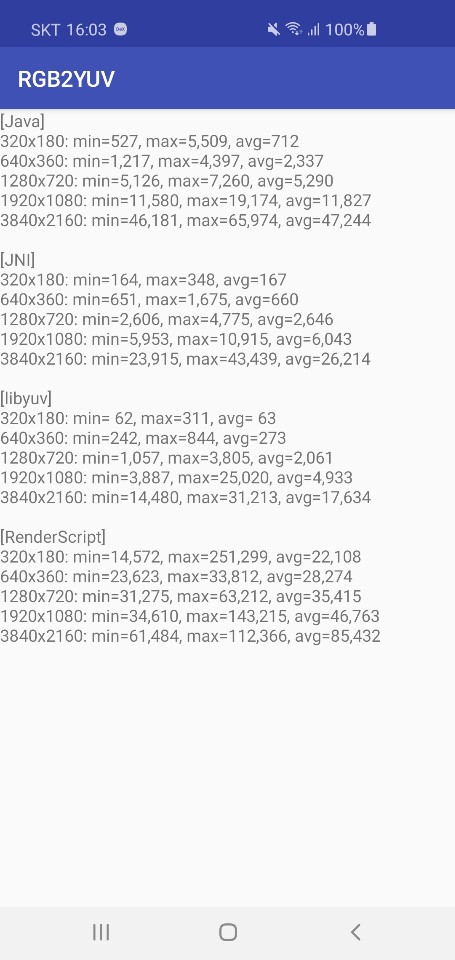 SKT 16:03
100%
RGB2YUV
[Java]
320x180: min=527, max=5,509, avg=712
640x360: min=1,217, max=4,397, avg=2,337
1280x720: min=5,126, max=7,260, avg=5,290
1920x1080: min=11,580, max=19,174, avg=11,827
3840x2160: min=46,181, max=65,974, avg=47,244
[JNI]
320x180: min=164, max=348, avg=167
640x360: min=651, max=1,675, avg=660
1280x720: min=2,606, max=4,775, avg=2,646
1920x1080: min=5,953, max=10,915, avg=6,043
3840x2160: min=23,915, max=43,439, avg=26,214
[libyuv]
320x180: min= 62, max=311, avg= 63
640x360: min=242, max=844, avg=273
1280x720: min=1,057, max=3,805, avg=2,061
1920x1080: min=3,887, max=25,020, avg=4,933
3840x2160: min=14,480, max=31,213, avg=17,634
[RenderScript]
320x180: min=14,572, max=251,299, avg=22,108
640x360: min=23,623, max=33,812, avg=28,274
1280x720: min=31,275, max=63,212, avg=35,415
1920x1080: min=34,610, max=143,215, avg=46,763
3840x2160: min=61,484, max=112,366, avg=85,432